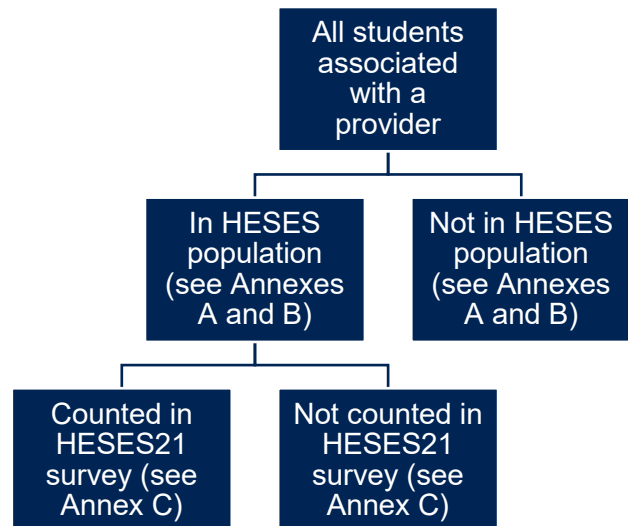 All students
associated
with a
provider
In HESES
population
(see Annexes
A and B)
Not in HESES
population
(see Annexes
A and B)
Counted in
HESES21
survey (see
Annex C)
Not counted in
HESES21
survey (see
Annex C)